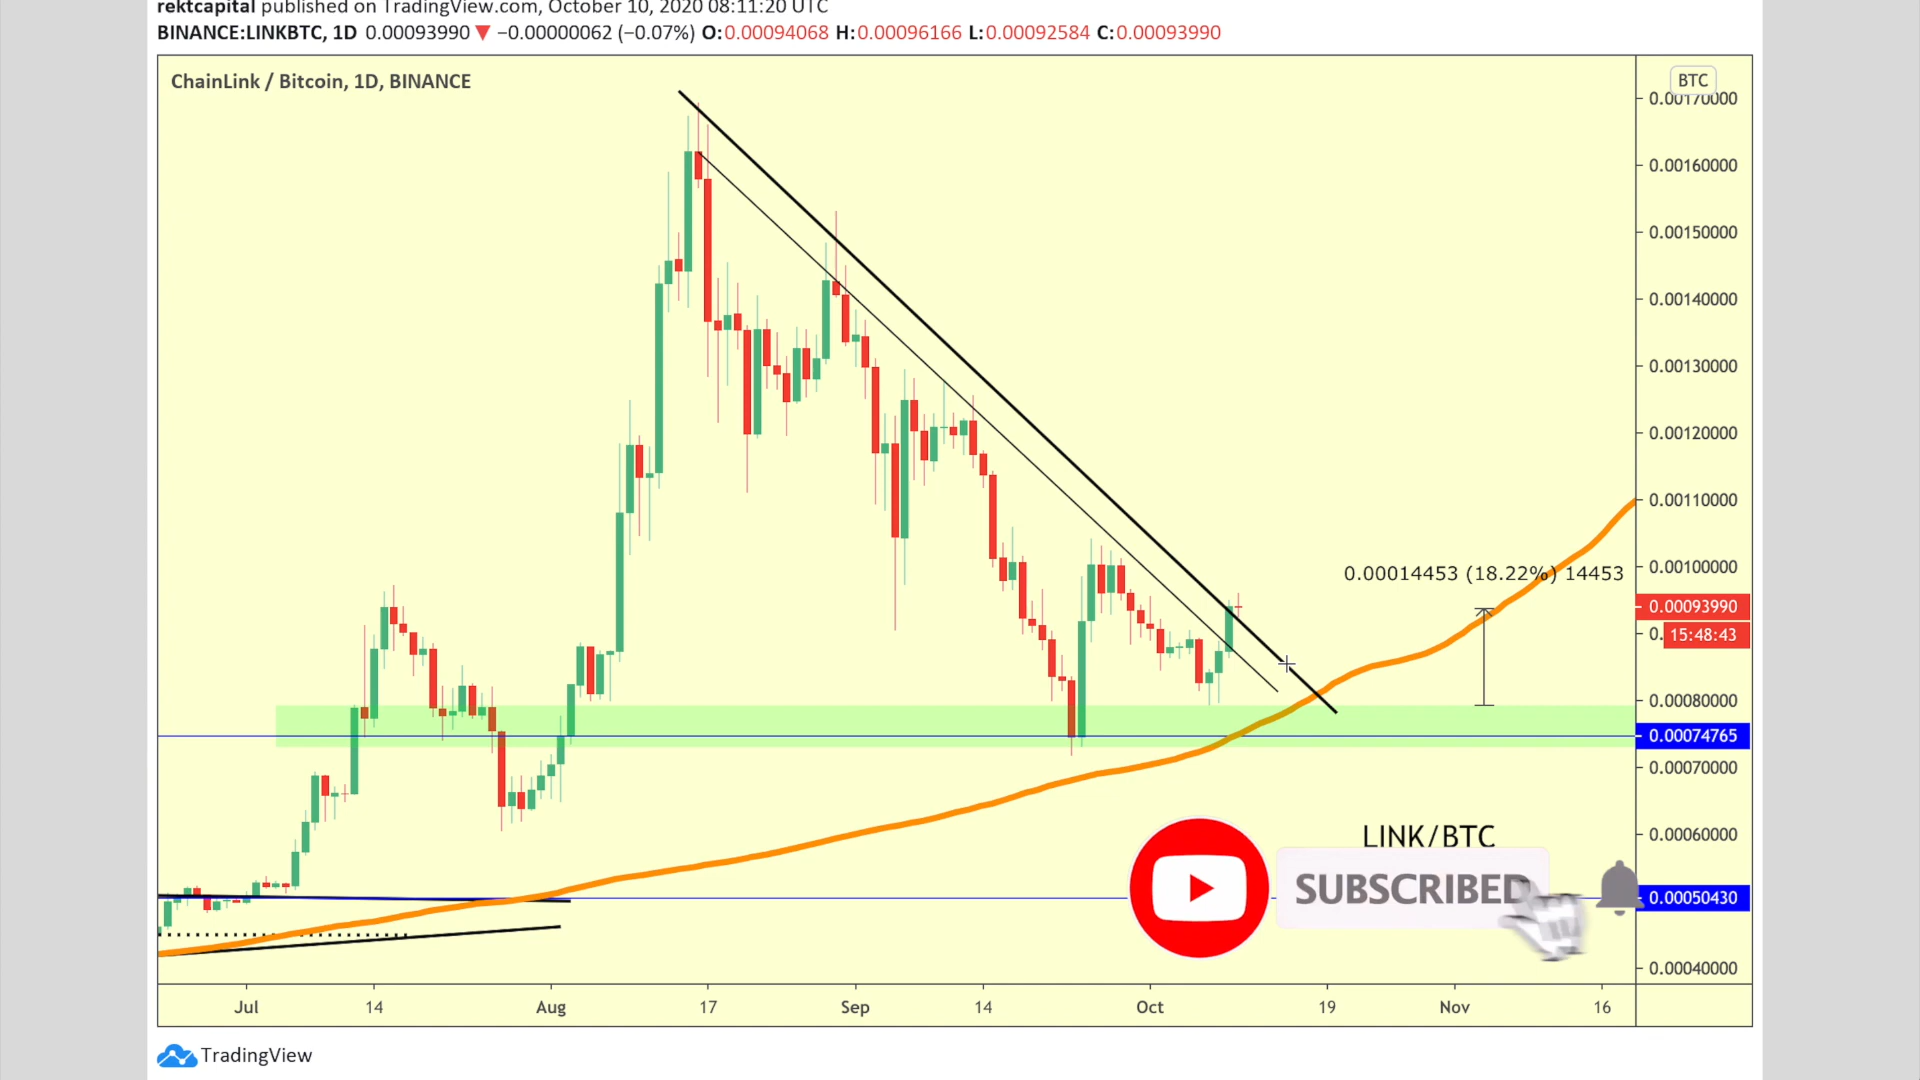 rektcapital published on TradingView.com, October 10, 2020 08:11:20 UTC
BINANCE:LINKBTC, 1D 0.00093990 ▼ −0.00000062 (−0.07%) O:0.00094068 H:0.00096166 L:0.00092584 C:0.00093990
ChainLink / Bitcoin, 1D, BINANCE
BTC
0.00170000
0.00160000
0.00150000
0.00140000
0.00130000
0.00120000
0.00110000
0.00100000
0.00014453 (18.22%) 14453
0.00093990
0. 15:48:43
0.00080000
0.00074765
0.00070000
0.00060000
LINK/BTC
SUBSCRIBED
0.00050430
0.00040000
Jul 14 Aug 17 Sep 14 Oct 19 Nov 16
TradingView